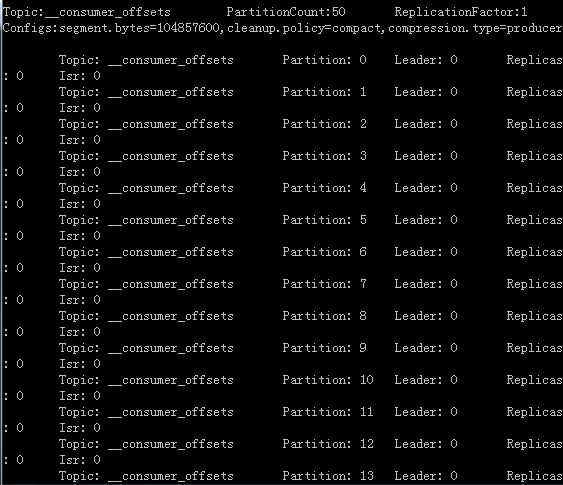 Topic:__consumer_offsets PartitionCount:50 ReplicationFactor:1
Configs:segment.bytes=104857600,cleanup.policy=compact,compression.type=producer
Topic: __consumer_offsets Partition: 0 Leader: 0 Replicas
: 0 Isr: 0
Topic: __consumer_offsets Partition: 1 Leader: 0 Replicas
: 0 Isr: 0
Topic: __consumer_offsets Partition: 2 Leader: 0 Replicas
: 0 Isr: 0
Topic: __consumer_offsets Partition: 3 Leader: 0 Replicas
: 0 Isr: 0
Topic: __consumer_offsets Partition: 4 Leader: 0 Replicas
: 0 Isr: 0
Topic: __consumer_offsets Partition: 5 Leader: 0 Replicas
: 0 Isr: 0
Topic: __consumer_offsets Partition: 6 Leader: 0 Replicas
: 0 Isr: 0
Topic: __consumer_offsets Partition: 7 Leader: 0 Replicas
: 0 Isr: 0
Topic: __consumer_offsets Partition: 8 Leader: 0 Replicas
: 0 Isr: 0
Topic: __consumer_offsets Partition: 9 Leader: 0 Replicas
: 0 Isr: 0
Topic: __consumer_offsets Partition: 10 Leader: 0 Replicas
: 0 Isr: 0
Topic: __consumer_offsets Partition: 11 Leader: 0 Replicas
: 0 Isr: 0
Topic: __consumer_offsets Partition: 12 Leader: 0 Replicas
: 0 Isr: 0
Topic: __consumer_offsets Partition: 13 Leader: 0 Replicas